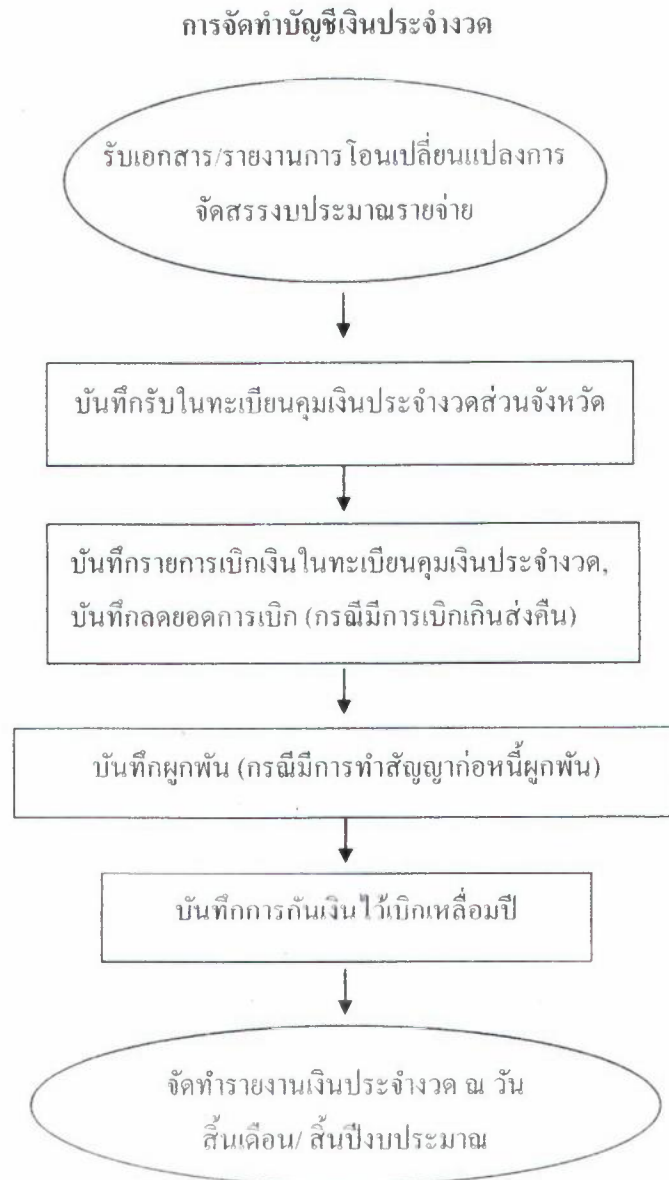 การจัดทำบัญชีเงินประจำงวด
รับเอกสาร/รายงานการโอนเปลี่ยนแปลงการ
จัดสรรงบประมาณรายจ่าย
บันทึกรับในทะเบียนคุมเงินประจำงวดส่วนจังหวัด
บันทึกรายการเบิกเงินในทะเบียนคุมเงินประจำงวด,
บันทึกลดยอดการเบิก (กรณีมีการเบิกเกินส่งคืน)
บันทึกผูกพัน (กรณีมีการทำสัญญาก่อหนี้ผูกพัน)
บันทึกการกันเงินไว้เบิกเหลื่อมปี
จัดทำรายงานเงินประจำงวด ณ วัน
สิ้นเดือน/ สิ้นปีงบประมาณ